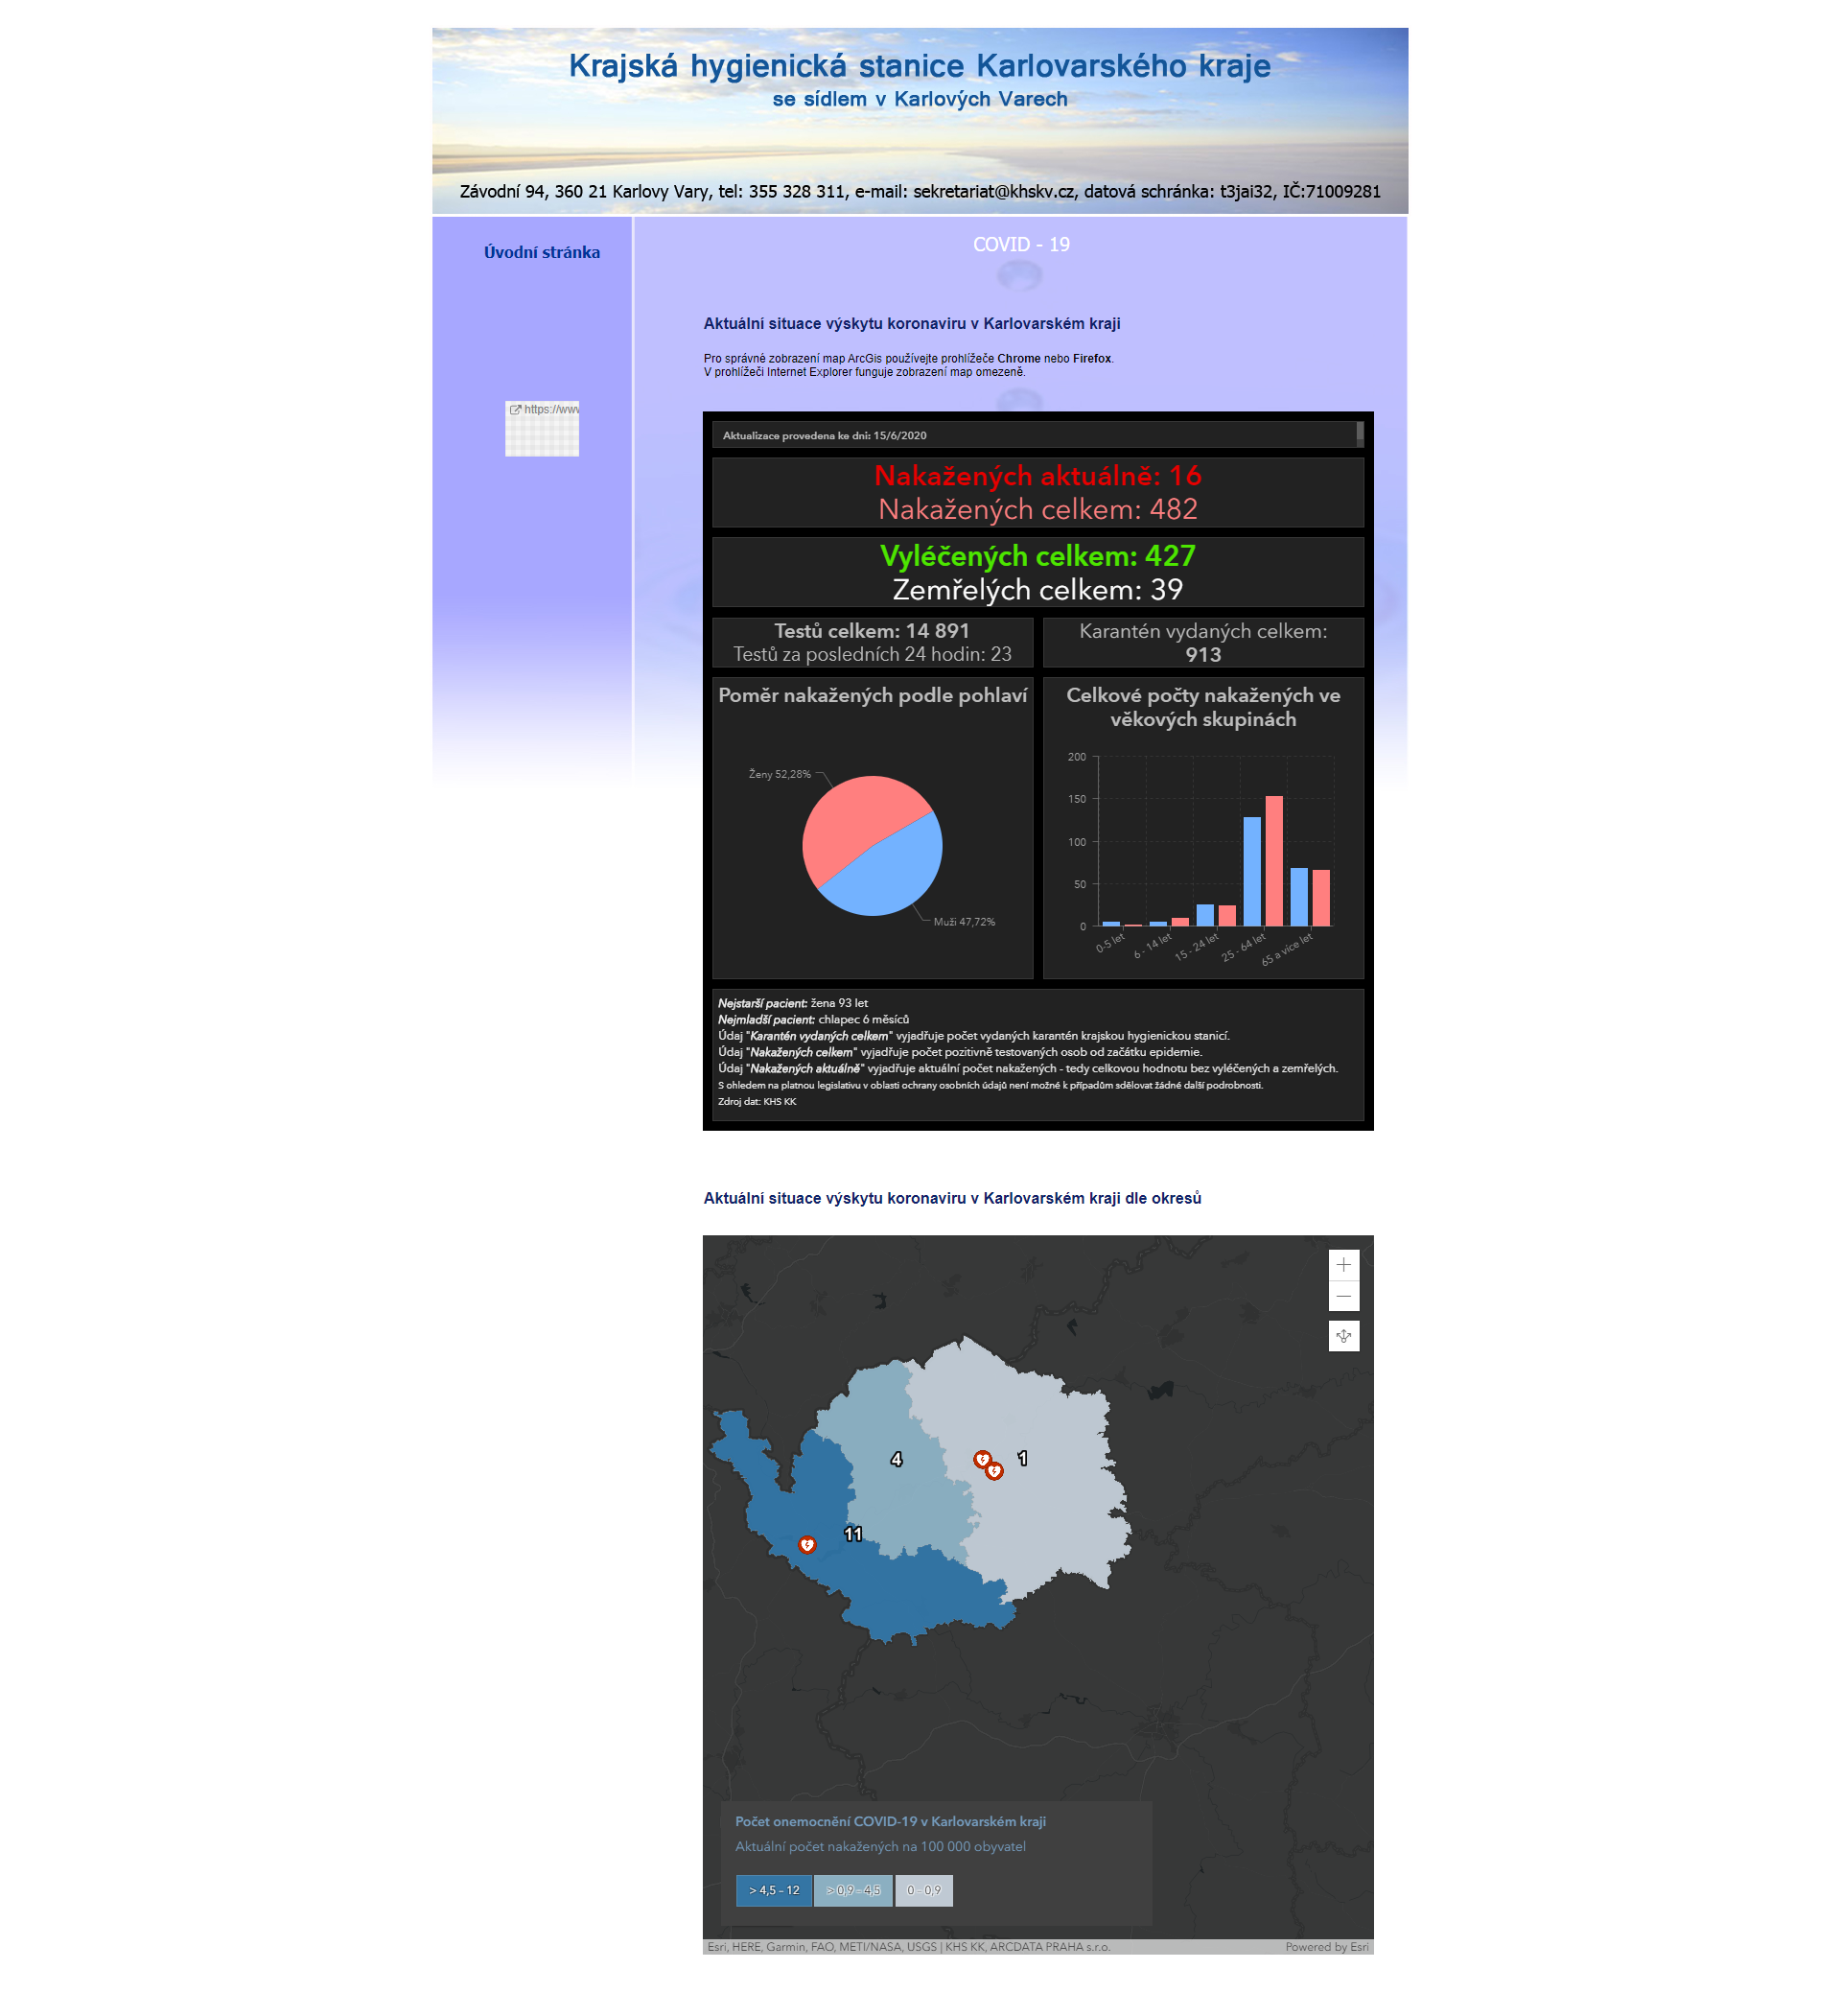 Krajská hygienická stanice Karlovarského kraje
se sídlem v Karlových Varech
Závodní 94, 360 21 Karlovy Vary, tel: 355 328 311, e-mail: sekretariat@khskv.cz, datová schránka: t3jai32, IČ:71009281
Úvodní stránka
https://www
COVID - 19
Aktuální situace výskytu koronaviru v Karlovarském kraji
Pro správné zobrazení map ArcGis používejte prohlížeče Chrome nebo Firefox.
V prohlížeči Internet Explorer funguje zobrazení map omezeně.
Aktualizace provedena ke dni: 15/6/2020
Nakažených aktuálně: 16
Nakažených celkem: 482
Vyléčených celkem: 427
Zemřelých celkem: 39
Testů celkem: 14 891
Testů za posledních 24 hodin: 23
Karantén vydaných celkem:
913
Poměr nakažených podle pohlaví
Ženy 52,28%
Muži 47,72%
Celkové počty nakažených ve
věkových skupinách
200
150
100
50
0
0-5 let
6 - 14 let
15 - 24 let
25 - 64 let
65 a více let
Nejstarší pacient: žena 93 let
Nejmladší pacient: chlapec 6 měsíců
Údaj "Karantén vydaných celkem" vyjadřuje počet vydaných karantén krajskou hygienickou stanicí.
Údaj "Nakažených celkem" vyjadřuje počet pozitivně testovaných osob od začátku epidemie.
Údaj "Nakažených aktuálně" vyjadřuje aktuální počet nakažených - tedy celkovou hodnotu bez vyléčených a zemřelých.
S ohledem na platnou legislativu v oblasti ochrany osobních údajů není možné k případům sdělovat žádné další podrobnosti.
Zdroj dat: KHS KK
Aktuální situace výskytu koronaviru v Karlovarském kraji dle okresů
4
1
11
Počet onemocnění COVID-19 v Karlovarském kraji
Aktuální počet nakažených na 100 000 obyvatel
> 4,5 – 12
> 0,9 – 4,5
0 – 0,9
Esri, HERE, Garmin, FAO, METI/NASA, USGS | KHS KK, ARCDATA PRAHA s.r.o.
Powered by Esri